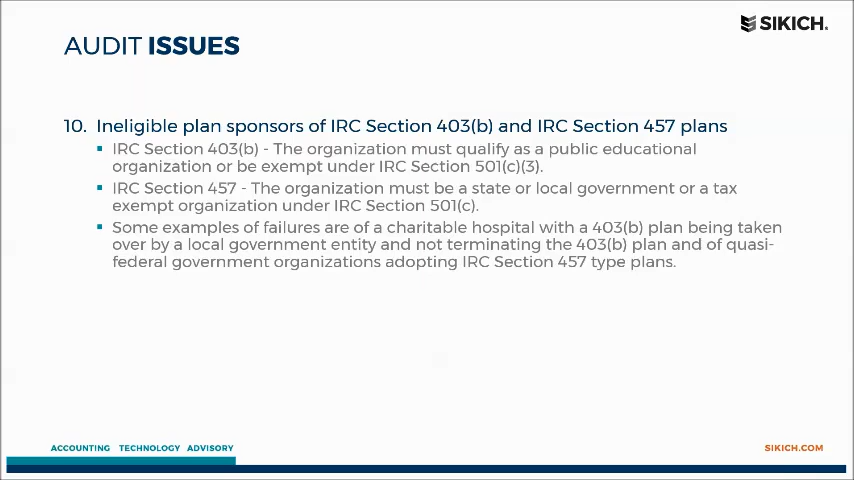 SIKICH.
AUDIT ISSUES
10. Ineligible plan sponsors of IRC Section 403(b) and IRC Section 457 plans
▪ IRC Section 403(b) - The organization must qualify as a public educational
organization or be exempt under IRC Section 501(c)(3).
▪ IRC Section 457 - The organization must be a state or local government or a tax
exempt organization under IRC Section 501(c).
▪ Some examples of failures are of a charitable hospital with a 403(b) plan being taken
over by a local government entity and not terminating the 403(b) plan and of quasi-
federal government organizations adopting IRC Section 457 type plans.
ACCOUNTING TECHNOLOGY ADVISORY
SIKICH.COM